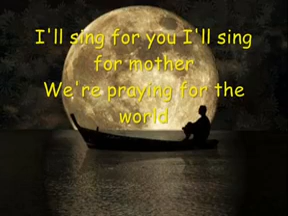 I'll sing for you I'll sing
for mother
We're praying for the
world